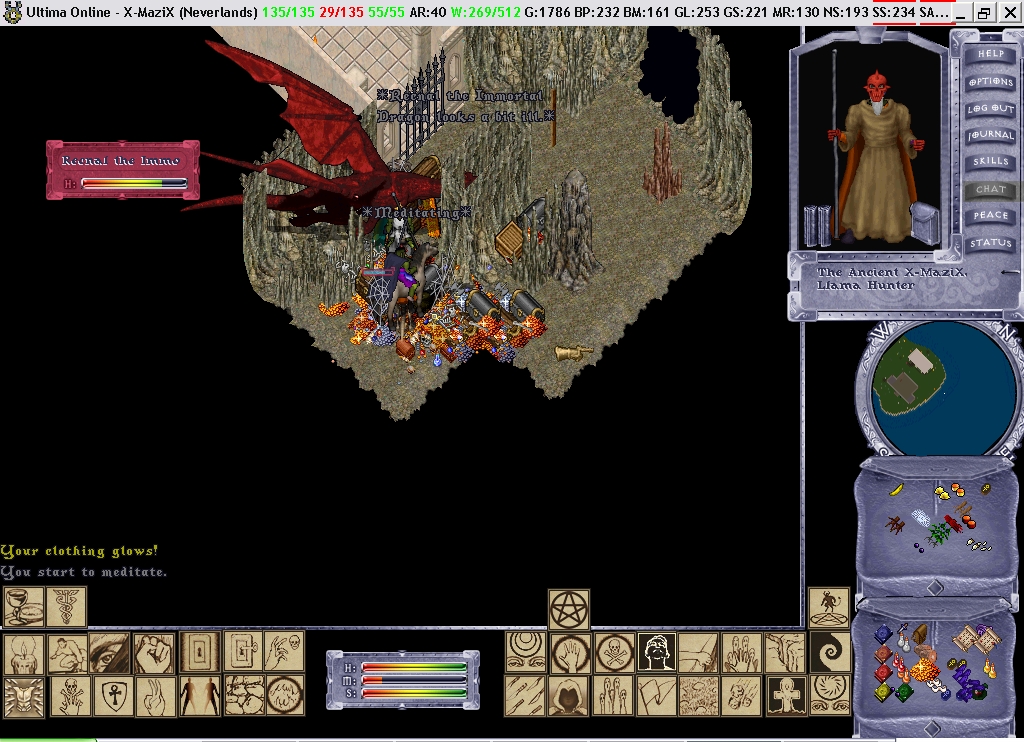 Ultima Online - X-MaziX (Neverlands) 135/135 29/135 55/55 AR:40 W:269/512 G:1786 BP:232 BM:161 GL:253 GS:221 MR:130 NS:193 SS:234 SA...
*Reenal the Immortal
Dragon looks a bit ill.*
Reenal the Immo
H:
*Meditating*
HELP
OPTIONS
LOG OUT
JOURNAL
SKILLS
CHAT
PEACE
STATUS
The Ancient X-MaziX,
Llama Hunter
W
N
E
Your clothing glows!
You start to meditate.
H:
M:
S: